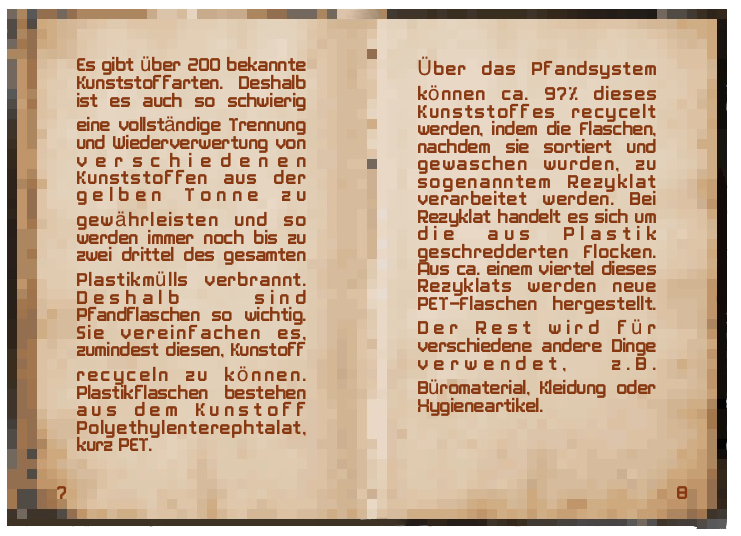 Es gibt über 200 bekannte
Kunststoffarten. Deshalb
ist es auch so schwierig
eine vollständige Trennung
und Wiederverwertung von
verschiedenen
Kunststoffen aus der
gelben Tonne zu
gewährleisten und so
werden immer noch bis zu
zwei drittel des gesamten
Plastikmülls verbrannt.
Deshalb sind
Pfandflaschen so wichtig.
Sie vereinfachen es,
zumindest diesen, Kunstoff
recyceln zu können.
Plastikflaschen bestehen
aus dem Kunstoff
Polyethylenterephtalat,
kurz PET.
7
Über das Pfandsystem
können ca. 97% dieses
Kunststoffes recycelt
werden, indem die Flaschen,
nachdem sie sortiert und
gewaschen wurden, zu
sogenanntem Rezyklat
verarbeitet werden. Bei
Rezyklat handelt es sich um
die aus Plastik
geschredderten Flocken.
Aus ca. einem viertel dieses
Rezyklats werden neue
PET-Flaschen hergestellt.
Der Rest wird für
verschiedene andere Dinge
verwendet, z.B.
Büromaterial, Kleidung oder
Hygieneartikel.
8